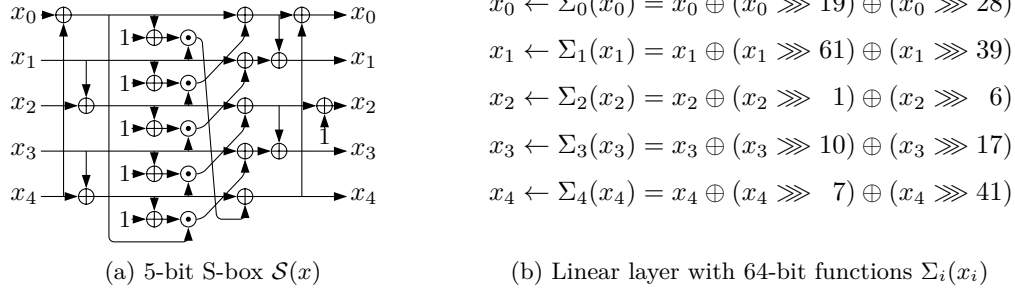 x₀ x₀
1
x₁ x₁
1
x₂ x₂
1 1
x₃ x₃
1
x₄ x₄
1
(a) 5-bit S-box 𝒮(x)
x₀ ← Σ₀(x₀) = x₀ ⊕ (x₀ ⋙ 19) ⊕ (x₀ ⋙ 28)
x₁ ← Σ₁(x₁) = x₁ ⊕ (x₁ ⋙ 61) ⊕ (x₁ ⋙ 39)
x₂ ← Σ₂(x₂) = x₂ ⊕ (x₂ ⋙ 1) ⊕ (x₂ ⋙ 6)
x₃ ← Σ₃(x₃) = x₃ ⊕ (x₃ ⋙ 10) ⊕ (x₃ ⋙ 17)
x₄ ← Σ₄(x₄) = x₄ ⊕ (x₄ ⋙ 7) ⊕ (x₄ ⋙ 41)
(b) Linear layer with 64-bit functions Σᵢ(xᵢ)